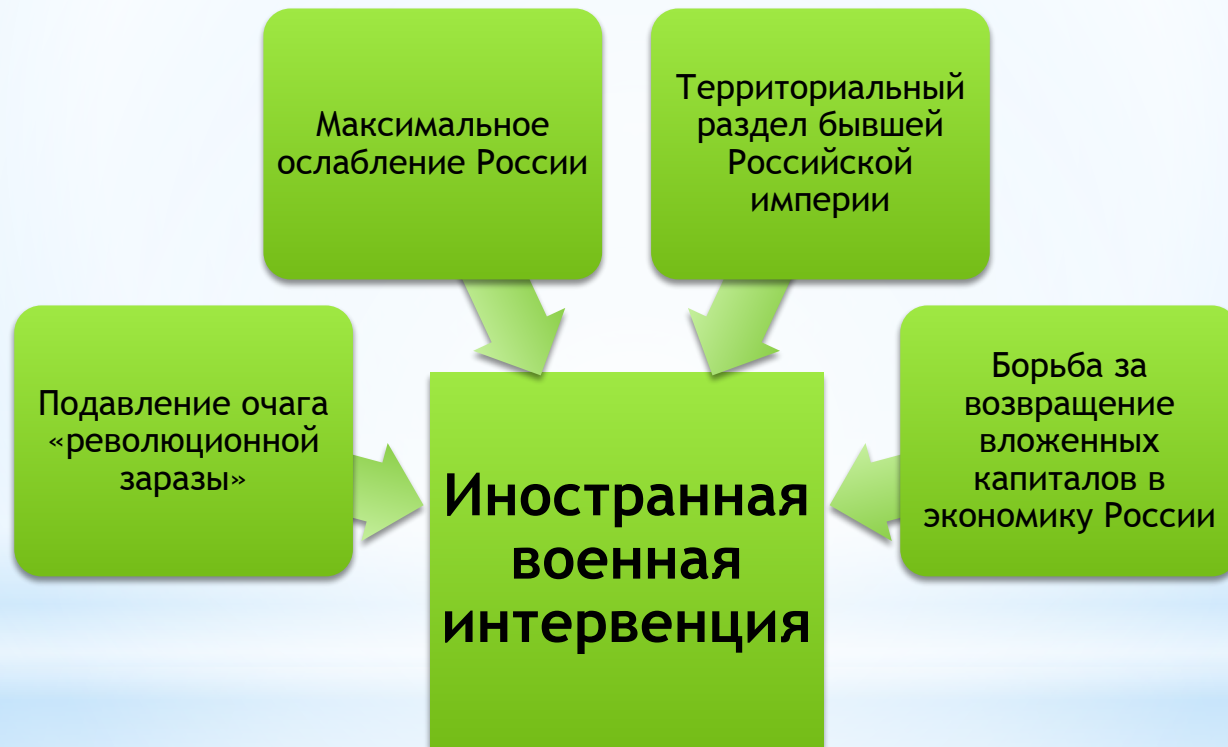 Максимальное
ослабление России
Территориальный
раздел бывшей
Российской
империи
Подавление очага
«революционной
заразы»
Борьба за
возвращение
вложенных
капиталов в
экономику России
Иностранная
военная
интервенция